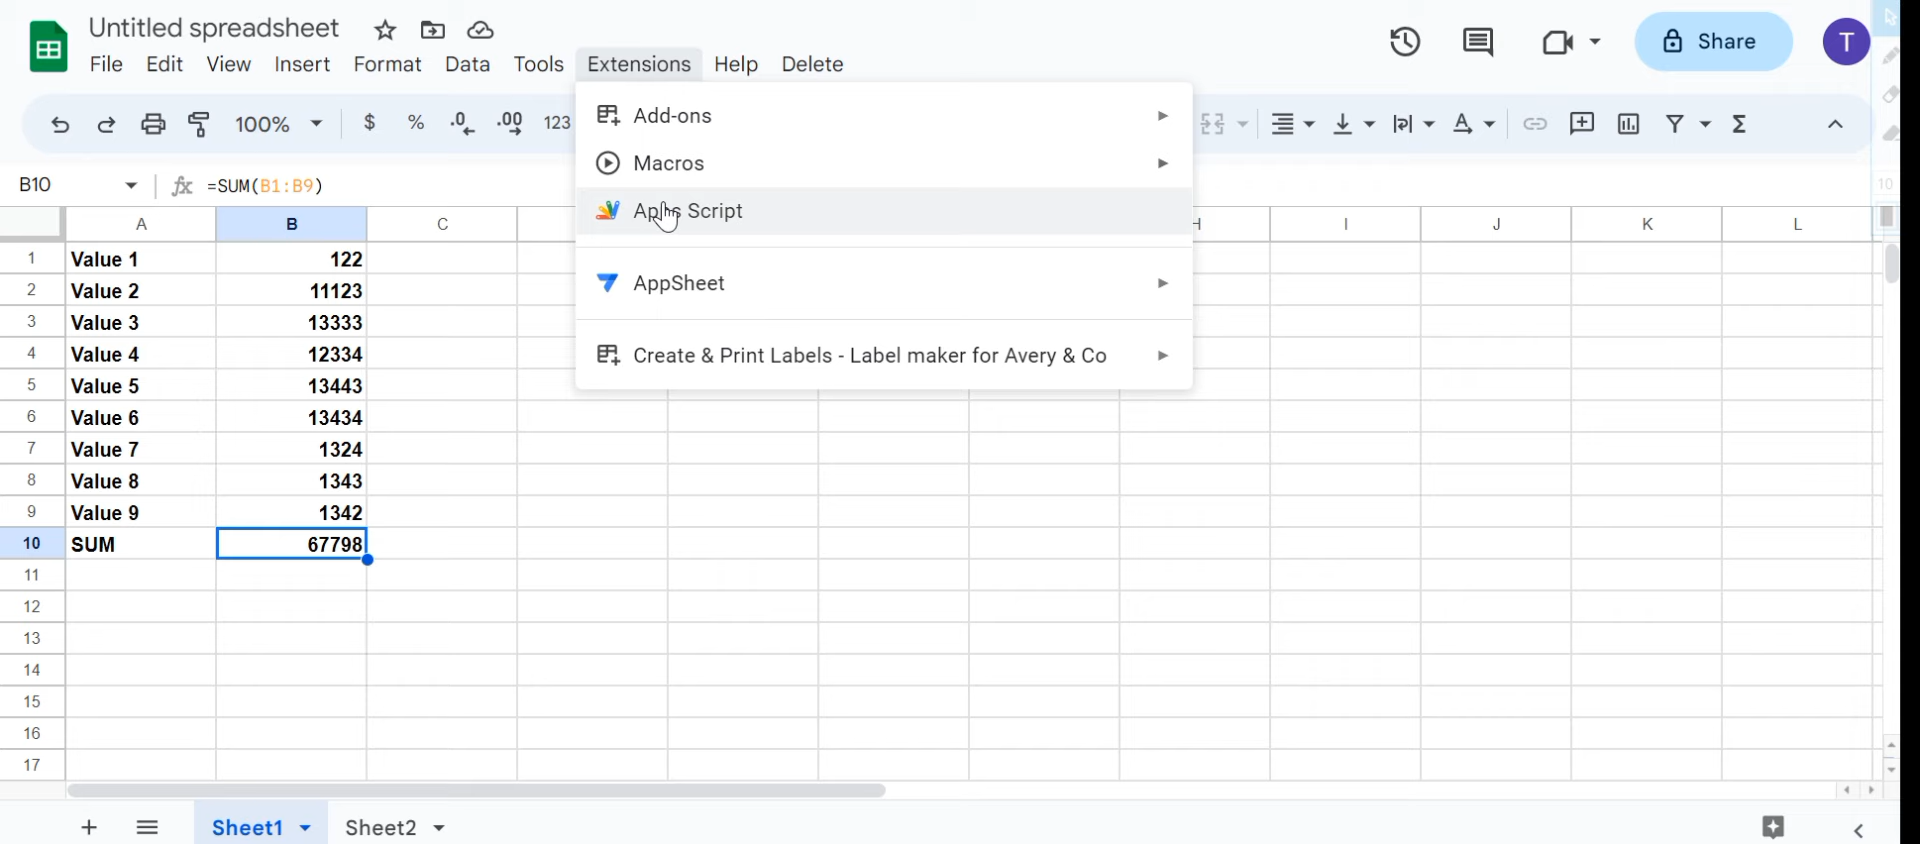 Untitled spreadsheet
File Edit View Insert Format Data Tools Extensions Help Delete
Share
T
100% $ % .0 .00 123
Add-ons
Macros
Apps Script
AppSheet
Create & Print Labels - Label maker for Avery & Co
B10 fx =SUM(B1:B9)
10
A B C H I J K L
1 Value 1 122
2 Value 2 11123
3 Value 3 13333
4 Value 4 12334
5 Value 5 13443
6 Value 6 13434
7 Value 7 1324
8 Value 8 1343
9 Value 9 1342
10 SUM 67798
11
12
13
14
15
16
17
Sheet1 Sheet2